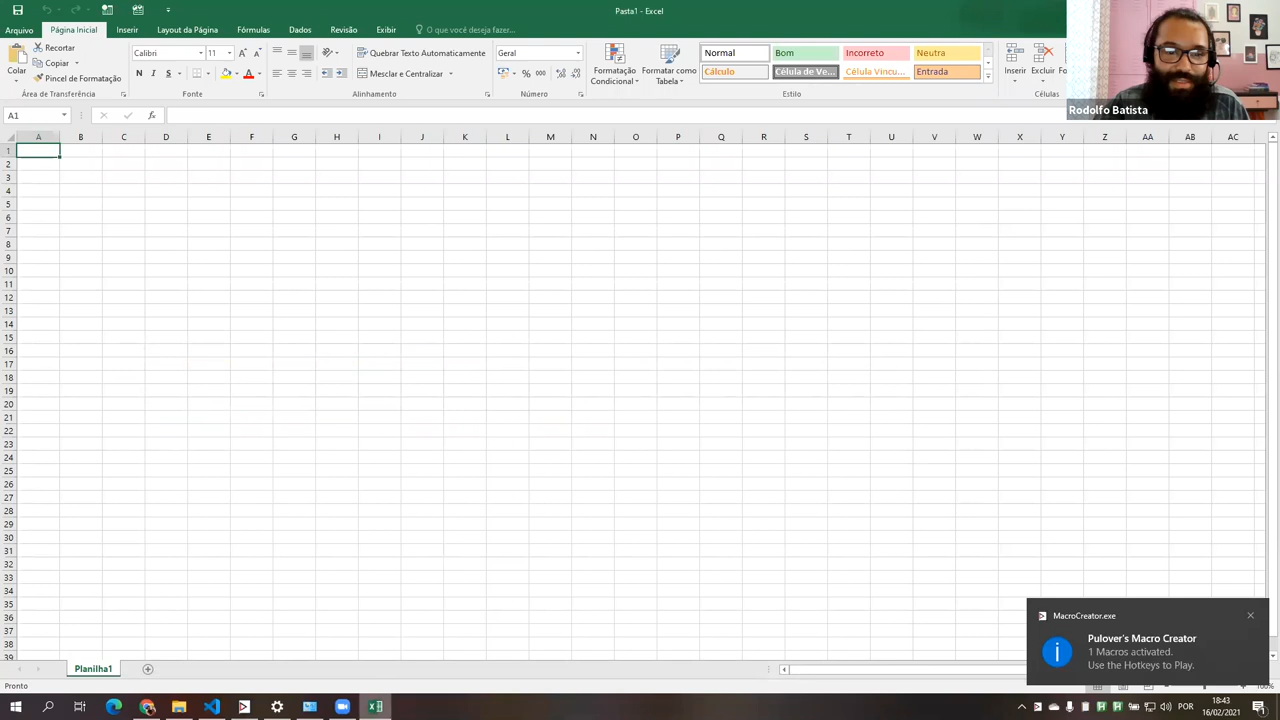 Pasta1 - Excel
Arquivo Página Inicial Inserir Layout da Página Fórmulas Dados Revisão Exibir O que você deseja fazer...
Colar
Recortar
Copiar
Pincel de Formatação
Área de Transferência
Calibri 11 A A
N I S A
Fonte
Quebrar Texto Automaticamente
Mesclar e Centralizar
Alinhamento
Geral
% 000
Número
Formatação Condicional
Formatar como Tabela
Normal Bom Incorreto Neutra
Cálculo Célula de Ve... Célula Vincu... Entrada
Estilo
Inserir Excluir
Células
Rodolfo Batista
A1 fx
A B C D E F G H I J K L M N O P Q R S T U V W X Y Z AA AB AC
1
2
3
4
5
6
7
8
9
10
11
12
13
14
15
16
17
18
19
20
21
22
23
24
25
26
27
28
29
30
31
32
33
34
35
36
37
38
39
MacroCreator.exe
Pulover's Macro Creator
1 Macros activated.
Use the Hotkeys to Play.
Planilha1
Pronto
100%
POR
18:43
16/02/2021